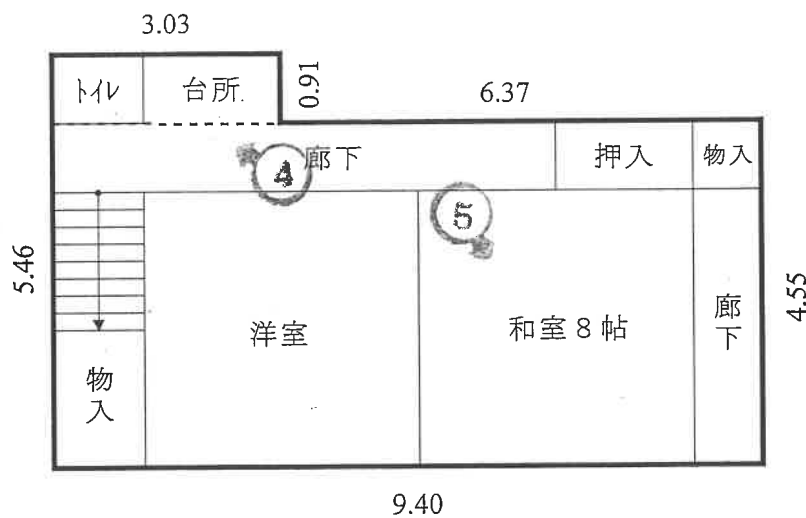 3.03
トイレ
台所
0.91
6.37
廊下
押入
物入
4
5
5.46
洋室
和室8帖
廊下
4.55
物入
9.40